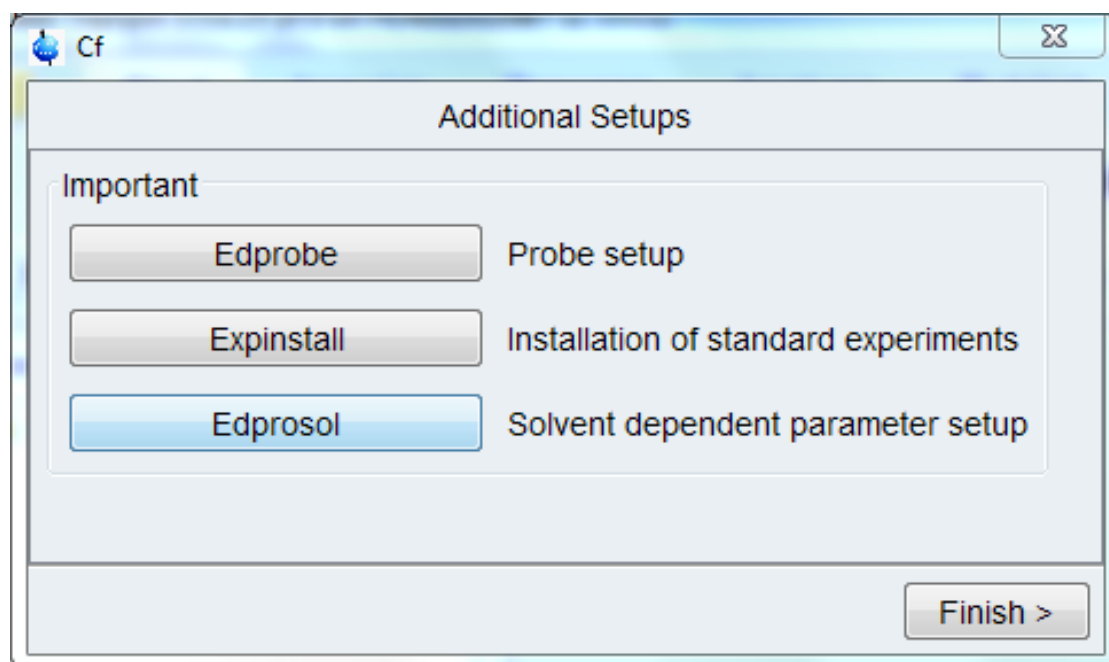 Cf
Additional Setups
Important
Edprobe Probe setup
Expinstall Installation of standard experiments
Edprosol Solvent dependent parameter setup
Finish >